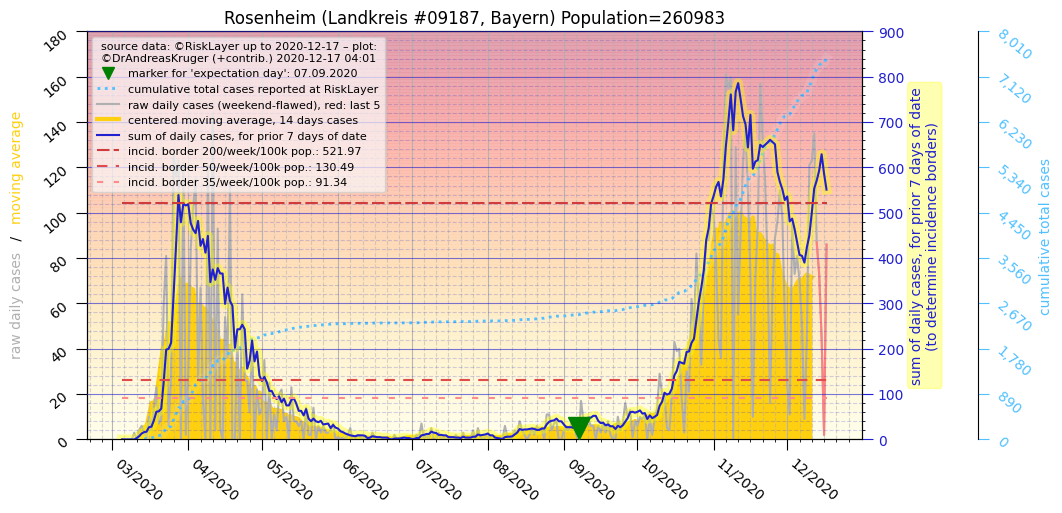 Rosenheim (Landkreis #09187, Bayern) Population=260983
source data: ©RiskLayer up to 2020-12-17 – plot:
©DrAndreasKruger (+contrib.) 2020-12-17 04:01
marker for 'expectation day': 07.09.2020
cumulative total cases reported at RiskLayer
raw daily cases (weekend-flawed), red: last 5
centered moving average, 14 days cases
sum of daily cases, for prior 7 days of date
incid. border 200/week/100k pop.: 521.97
incid. border 50/week/100k pop.: 130.49
incid. border 35/week/100k pop.: 91.34
raw daily cases / moving average
180
160
140
120
100
80
60
40
20
0
03/2020
04/2020
05/2020
06/2020
07/2020
08/2020
09/2020
10/2020
11/2020
12/2020
900
800
700
600
500
400
300
200
100
0
sum of daily cases, for prior 7 days of date
(to determine incidence borders)
8,010
7,120
6,230
5,340
4,450
3,560
2,670
1,780
890
0
cumulative total cases